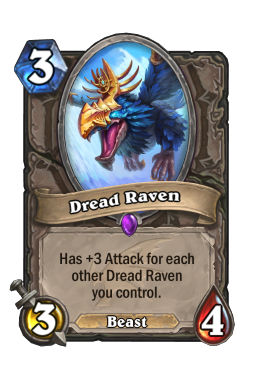 3
Dread Raven
Has +3 Attack for each
other Dread Raven
you control.
3
Beast
4